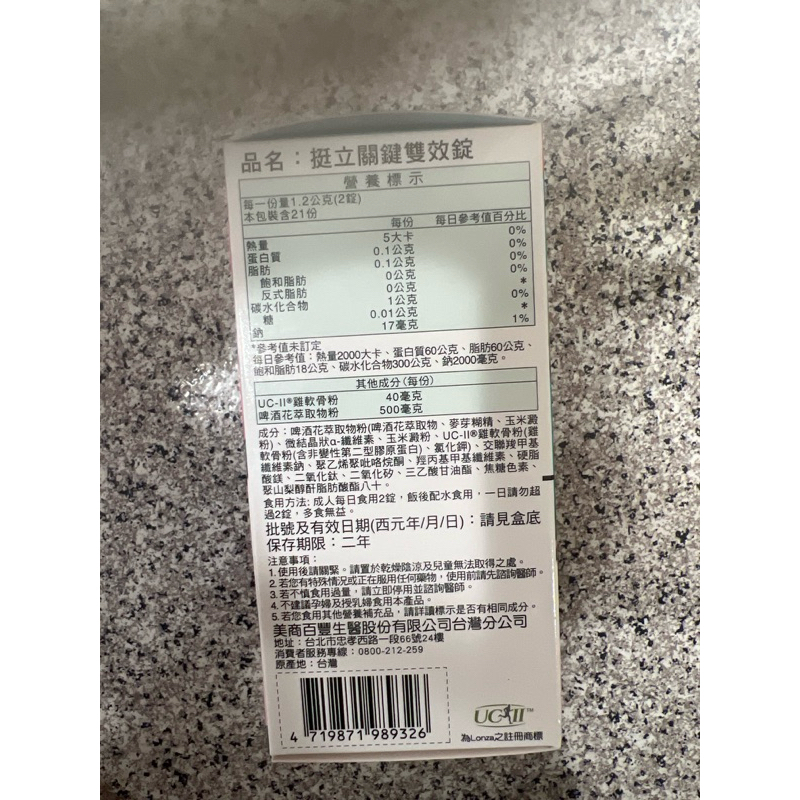 品名：挺立關鍵雙效錠
營養標示
每一份量1.2公克(2錠)
本包裝含21份
每份 每日參考值百分比
熱量 5大卡 0%
蛋白質 0.1公克 0%
脂肪 0.1公克 0%
飽和脂肪 0公克 0%
反式脂肪 0公克 *
碳水化合物 1公克 0%
糖 0.01公克 *
鈉 17毫克 1%
*參考值未訂定
每日參考值：熱量2000大卡、蛋白質60公克、脂肪60公克、
飽和脂肪18公克、碳水化合物300公克、鈉2000毫克。
其他成分(每份)
UC-II®雞軟骨粉 40毫克
啤酒花萃取物粉 500毫克
成分：啤酒花萃取物粉(啤酒花萃取物、麥芽糊精、玉米澱
粉)、微結晶狀α-纖維素、玉米澱粉、UC-II®雞軟骨粉(雞
軟骨粉(含非變性第二型膠原蛋白)、氯化鉀)、交聯羧甲基
纖維素鈉、聚乙烯聚吡咯烷酮、羥丙基甲基纖維素、硬脂
酸鎂、二氧化鈦、二氧化矽、三乙酸甘油酯、焦糖色素、
聚山梨醇酐脂肪酸酯八十。
食用方法: 成人每日食用2錠，飯後配水食用，一日請勿超
過2錠，多食無益。
批號及有效日期(西元年/月/日)：請見盒底
保存期限：二年
注意事項：
1. 使用後請關緊。請置於乾燥陰涼及兒童無法取得之處。
2. 若您有特殊情況或正在服用任何藥物，使用前請先諮詢醫師。
3. 若不慎食用過量，請立即停用並諮詢醫師。
4. 不建議孕婦及授乳婦食用本產品。
5. 若您食用其他營養補充品，請詳讀標示是否有相同成分。
美商百豐生醫股份有限公司台灣分公司
地址：台北市忠孝西路一段66號24樓
消費者服務專線：0800-212-259
原產地：台灣
4 719871 989326
UC-II™
為Lonza之註冊商標